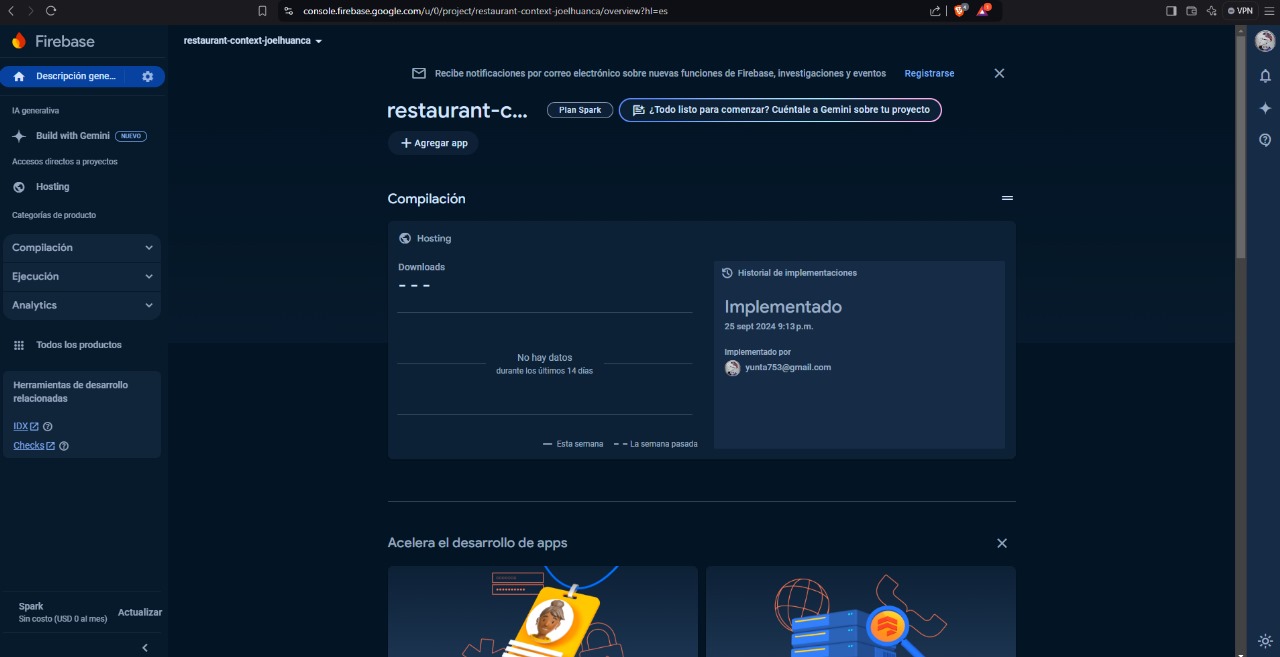 console.firebase.google.com/u/0/project/restaurant-context-joelhuanca/overview?hl=es
VPN
Firebase
restaurant-context-joelhuanca
Descripción gene...
Recibe notificaciones por correo electrónico sobre nuevas funciones de Firebase, investigaciones y eventos
Registrarse
restaurant-c...
Plan Spark
¿Todo listo para comenzar? Cuéntale a Gemini sobre tu proyecto
Agregar app
IA generativa
Build with Gemini
NUEVO
Accesos directos a proyectos
Hosting
Categorías de producto
Compilación
Ejecución
Analytics
Todos los productos
Herramientas de desarrollo
relacionadas
IDX
Checks
Spark
Sin costo (USD 0 al mes)
Actualizar
Compilación
Hosting
Downloads
- - -
No hay datos
durante los últimos 14 días
Esta semana
La semana pasada
Historial de implementaciones
Implementado
25 sept 2024 9:13 p.m.
Implementado por
yunta753@gmail.com
Acelera el desarrollo de apps